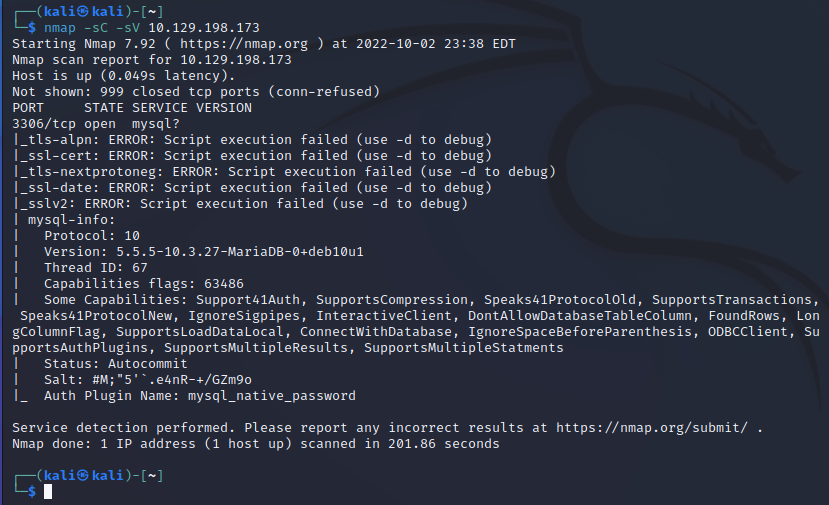 ┌──(kali㉿kali)-[~]
└─$ nmap -sC -sV 10.129.198.173
Starting Nmap 7.92 ( https://nmap.org ) at 2022-10-02 23:38 EDT
Nmap scan report for 10.129.198.173
Host is up (0.049s latency).
Not shown: 999 closed tcp ports (conn-refused)
PORT     STATE SERVICE VERSION
3306/tcp open  mysql?
|_tls-alpn: ERROR: Script execution failed (use -d to debug)
|_ssl-cert: ERROR: Script execution failed (use -d to debug)
|_tls-nextprotoneg: ERROR: Script execution failed (use -d to debug)
|_ssl-date: ERROR: Script execution failed (use -d to debug)
|_sslv2: ERROR: Script execution failed (use -d to debug)
| mysql-info:
|   Protocol: 10
|   Version: 5.5.5-10.3.27-MariaDB-0+deb10u1
|   Thread ID: 67
|   Capabilities flags: 63486
|   Some Capabilities: Support41Auth, SupportsCompression, Speaks41ProtocolOld, SupportsTransactions,
 Speaks41ProtocolNew, IgnoreSigpipes, InteractiveClient, DontAllowDatabaseTableColumn, FoundRows, Lon
gColumnFlag, SupportsLoadDataLocal, ConnectWithDatabase, IgnoreSpaceBeforeParenthesis, ODBCClient, Su
pportsAuthPlugins, SupportsMultipleResults, SupportsMultipleStatments
|   Status: Autocommit
|   Salt: #M;"5'`.e4nR-+/GZm9o
|_  Auth Plugin Name: mysql_native_password

Service detection performed. Please report any incorrect results at https://nmap.org/submit/ .
Nmap done: 1 IP address (1 host up) scanned in 201.86 seconds

┌──(kali㉿kali)-[~]
└─$